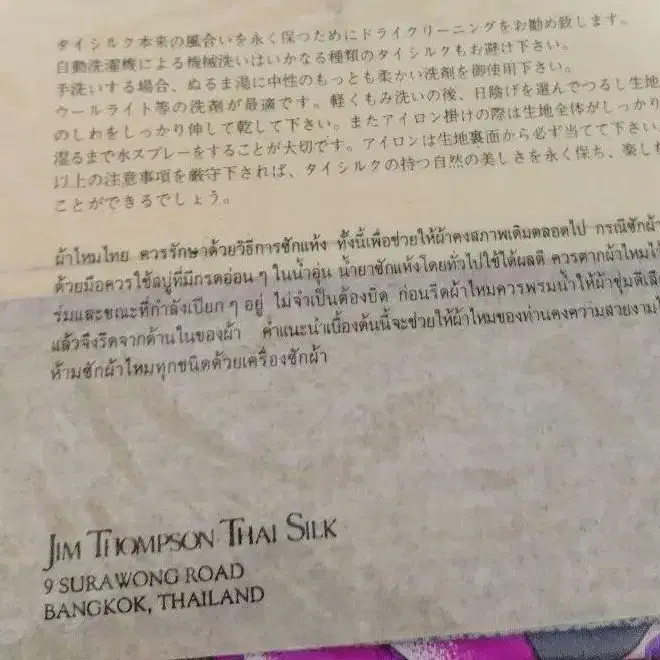 タイシルク本来の風合いを永く保つためにドライクリーニングをお勧め致します。
自動洗濯機による機械洗いはいかなる種類のタイシルクもお避け下さい。
手洗いする場合、ぬるま湯に中性のもっとも柔かい洗剤を御使用下さい。
ウールライト等の洗剤が最適です。軽くもみ洗いの後、日陰げを選んでつるし生地
のしわをしっかり伸して乾して下さい。またアイロン掛けの際は生地全体がしっかり
濡るまで水スプレーをすることが大切です。アイロンは生地裏面から必ず当てて下さい
以上の注意事項を厳守下されば、タイシルクの持つ自然の美しさを永く保ち、楽し
ことができるでしょう。
ผ้าไหมไทย ควรรักษาด้วยวิธีการซักแห้ง ทั้งนี้เพื่อช่วยให้ผ้าคงสภาพเดิมตลอดไป กรณีซักผ้า
ด้วยมือควรใช้สบู่ที่มีกรดอ่อน ๆ ในน้ำอุ่น น้ำยาซักแห้งโดยทั่วไปใช้ได้ผลดี ควรตากผ้าไหม
ร่มและขณะที่กำลังเปียก ๆ อยู่ ไม่จำเป็นต้องบิด ก่อนรีดผ้าไหมควรพรมน้ำให้ผ้าชุ่มดี
แล้วจึงรีดจากด้านในของผ้า คำแนะนำเบื้องต้นนี้จะช่วยให้ผ้าไหมของท่านคงความสวยงาม
ห้ามซักผ้าไหมทุกชนิดด้วยเครื่องซักผ้า
JIM THOMPSON THAI SILK
9 SURAWONG ROAD
BANGKOK, THAILAND